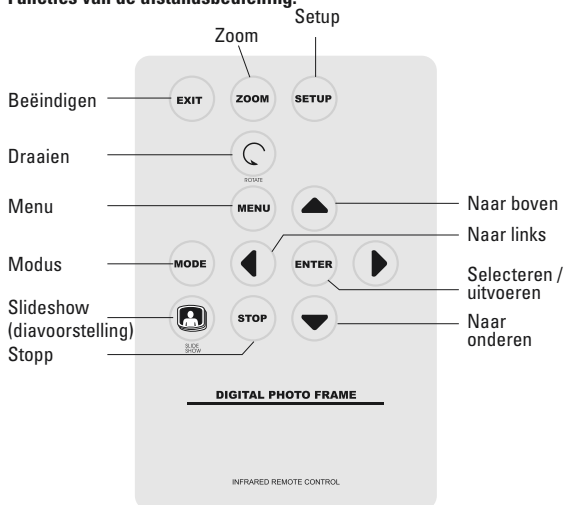 Functies van de afstandsbediening:
Setup
Zoom
Beëindigen
EXIT
ZOOM
SETUP
Draaien
ROTATE
Menu
MENU
Naar boven
Naar links
Modus
MODE
ENTER
Selecteren /
uitvoeren
Slideshow
(diavoorstelling)
SLIDE
SHOW
STOP
Naar
onderen
Stopp
DIGITAL PHOTO FRAME
INFRARED REMOTE CONTROL